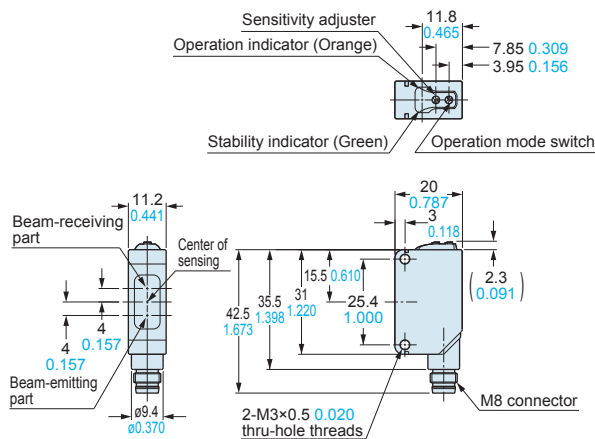 Sensitivity adjuster
Operation indicator (Orange)
11.8
0.465
7.85 0.309
3.95 0.156
Stability indicator (Green)
Operation mode switch
11.2
0.441
Beam-receiving
part
Center of
sensing
20
0.787
3
0.118
2.3
0.091
15.5 0.610
42.5
1.673
35.5
1.398
31
1.220
25.4
1.000
4
0.157
4
0.157
Beam-emitting
part
ø9.4
ø0.370
2-M3×0.5 0.020
thru-hole threads
M8 connector